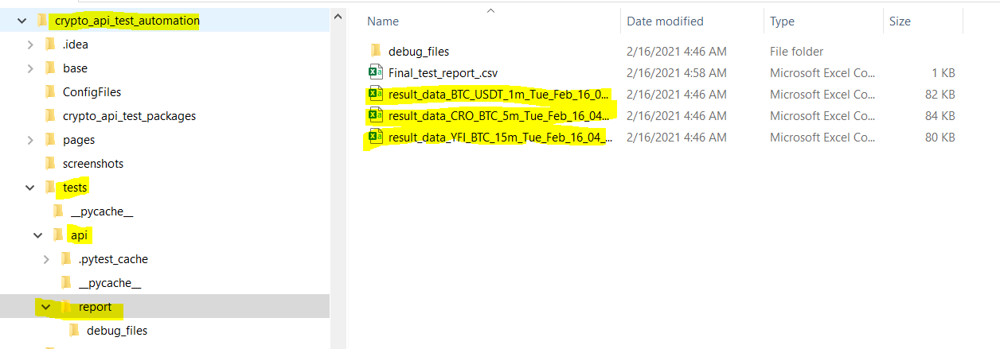 crypto_api_test_automation
.idea
base
ConfigFiles
crypto_api_test_packages
pages
screenshots
tests
__pycache__
api
.pytest_cache
__pycache__
report
debug_files
Name Date modified Type Size
debug_files 2/16/2021 4:46 AM File folder
Final_test_report_.csv 2/16/2021 4:58 AM Microsoft Excel Co... 1 KB
result_data_BTC_USDT_1m_Tue_Feb_16_0... 2/16/2021 4:46 AM Microsoft Excel Co... 82 KB
result_data_CRO_BTC_5m_Tue_Feb_16_04... 2/16/2021 4:46 AM Microsoft Excel Co... 84 KB
result_data_YFI_BTC_15m_Tue_Feb_16_04_... 2/16/2021 4:46 AM Microsoft Excel Co... 80 KB